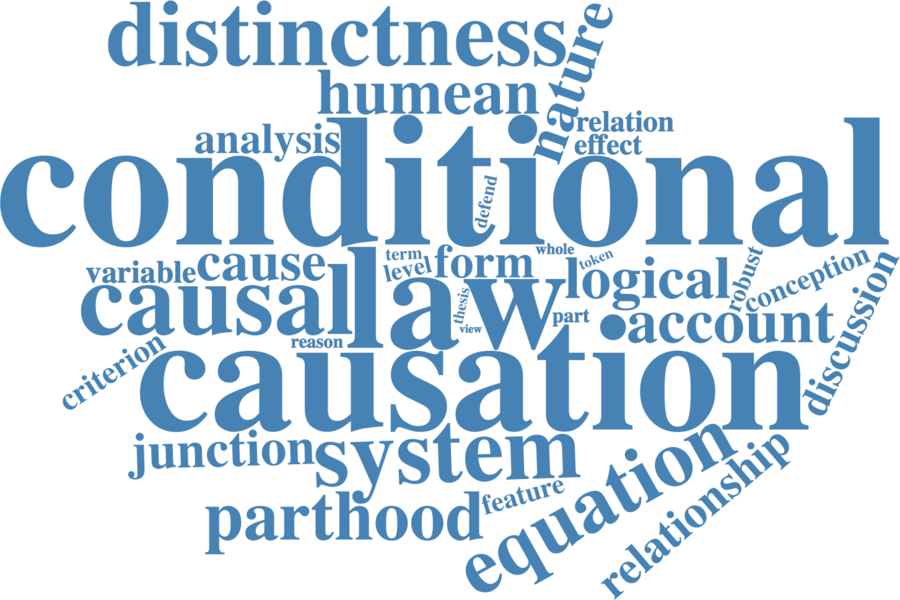 distinctness
nature
humean
relation
analysis
effect
conditional
defend
whole
term
token
variable
cause
level
form
logical
robust
conception
causal
law
thesis
view
part
account
discussion
reason
criterion
causation
junction
system
equation
relationship
feature
parthood